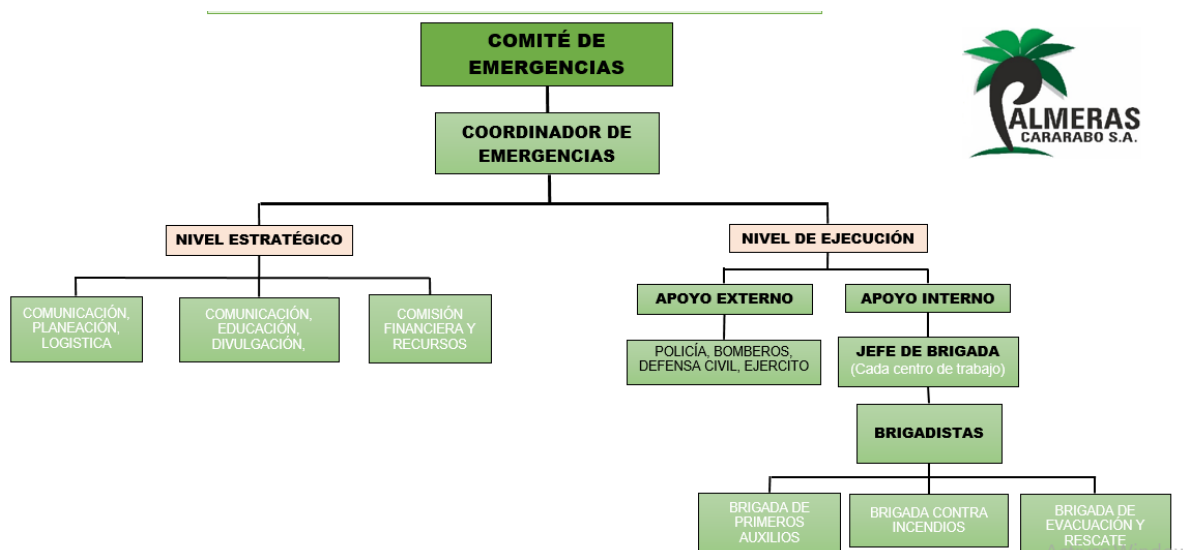 COMITÉ DE
EMERGENCIAS
PALMERAS
CARARABO S.A.
COORDINADOR DE
EMERGENCIAS
NIVEL ESTRATÉGICO
NIVEL DE EJECUCIÓN
COMUNICACIÓN,
PLANEACIÓN,
LOGISTICA
COMUNICACIÓN,
EDUCACIÓN,
DIVULGACIÓN,
COMISIÓN
FINANCIERA Y
RECURSOS
APOYO EXTERNO
APOYO INTERNO
POLICÍA, BOMBEROS,
DEFENSA CIVIL, EJERCITO
JEFE DE BRIGADA
(Cada centro de trabajo)
BRIGADISTAS
BRIGADA DE
PRIMEROS
AUXILIOS
BRIGADA CONTRA
INCENDIOS
BRIGADA DE
EVACUACIÓN Y
RESCATE